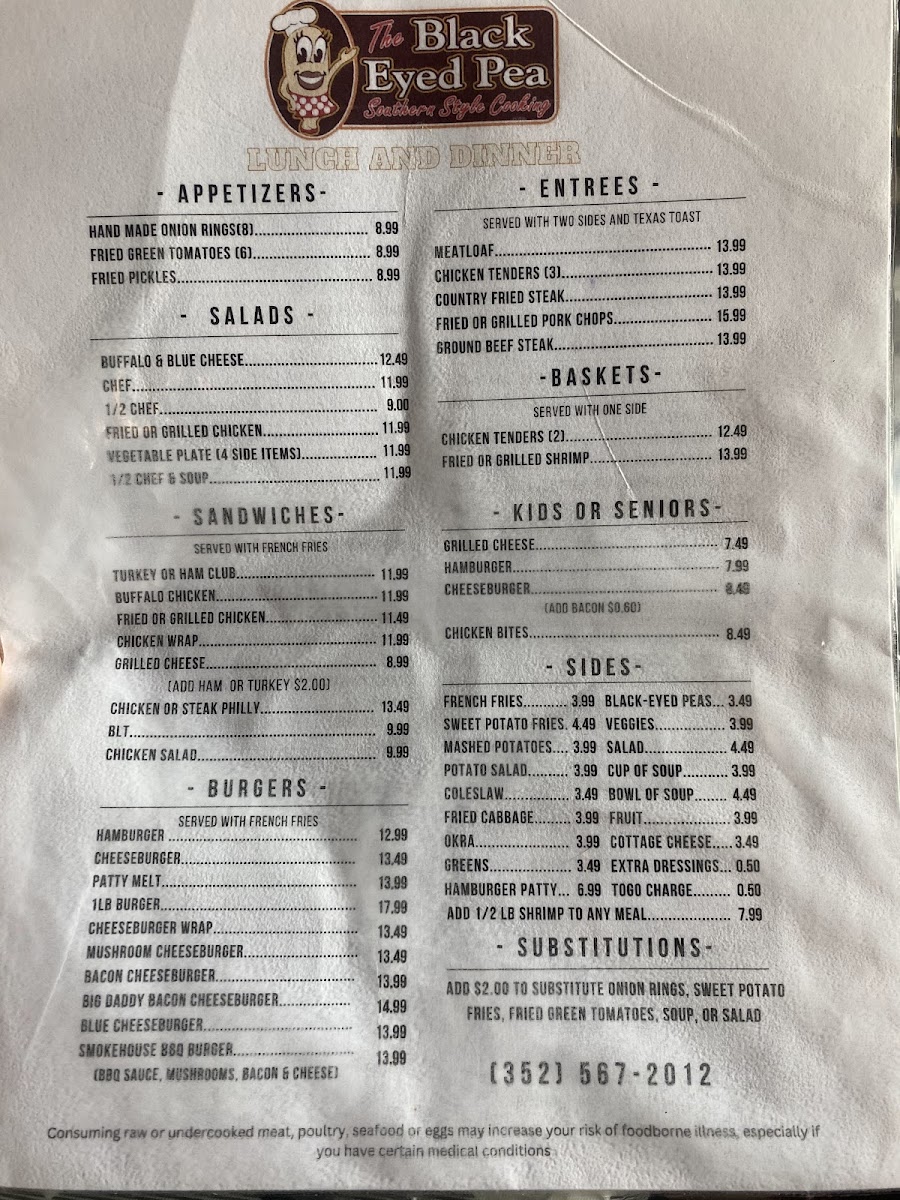 The Black
Eyed Pea
Southern Style Cooking
LUNCH AND DINNER
- APPETIZERS-
HAND MADE ONION RINGS(8)........................... 8.99
FRIED GREEN TOMATOES (6)........................... 8.99
FRIED PICKLES........................... 8.99
- SALADS -
BUFFALO & BLUE CHEESE........................... 12.49
CHEF........................... 11.99
1/2 CHEF........................... 9.00
FRIED OR GRILLED CHICKEN........................... 11.99
VEGETABLE PLATE (4 SIDE ITEMS)........................... 11.99
1/2 CHEF & SOUP........................... 11.99
- SANDWICHES-
SERVED WITH FRENCH FRIES
TURKEY OR HAM CLUB........................... 11.99
BUFFALO CHICKEN........................... 11.99
FRIED OR GRILLED CHICKEN........................... 11.49
CHICKEN WRAP........................... 11.99
GRILLED CHEESE........................... 8.99
(ADD HAM OR TURKEY $2.00)
CHICKEN OR STEAK PHILLY........................... 13.49
BLT........................... 9.99
CHICKEN SALAD........................... 9.99
- BURGERS -
SERVED WITH FRENCH FRIES
HAMBURGER ........................... 12.99
CHEESEBURGER........................... 13.49
PATTY MELT........................... 13.99
1LB BURGER........................... 17.99
CHEESEBURGER WRAP........................... 13.49
MUSHROOM CHEESEBURGER........................... 13.49
BACON CHEESEBURGER........................... 13.99
BIG DADDY BACON CHEESEBURGER................. 14.99
BLUE CHEESEBURGER........................... 13.99
SMOKEHOUSE BBQ BURGER........................... 13.99
(BBQ SAUCE, MUSHROOMS, BACON & CHEESE)
- ENTREES -
SERVED WITH TWO SIDES AND TEXAS TOAST
MEATLOAF........................... 13.99
CHICKEN TENDERS (3)........................... 13.99
COUNTRY FRIED STEAK........................... 13.99
FRIED OR GRILLED PORK CHOPS........................... 15.99
GROUND BEEF STEAK........................... 13.99
-BASKETS-
SERVED WITH ONE SIDE
CHICKEN TENDERS (2)........................... 12.49
FRIED OR GRILLED SHRIMP........................... 13.99
- KIDS OR SENIORS-
GRILLED CHEESE........................... 7.49
HAMBURGER........................... 7.99
CHEESEBURGER........................... 8.49
(ADD BACON $0.60)
CHICKEN BITES........................... 8.49
- SIDES-
FRENCH FRIES.......... 3.99 BLACK-EYED PEAS... 3.49
SWEET POTATO FRIES. 4.49 VEGGIES................ 3.99
MASHED POTATOES.... 3.99 SALAD................... 4.49
POTATO SALAD......... 3.99 CUP OF SOUP.......... 3.99
COLESLAW............... 3.49 BOWL OF SOUP........ 4.49
FRIED CABBAGE........ 3.99 FRUIT..................... 3.99
OKRA...................... 3.99 COTTAGE CHEESE..... 3.49
GREENS................... 3.49 EXTRA DRESSINGS... 0.50
HAMBURGER PATTY... 6.99 TOGO CHARGE......... 0.50
ADD 1/2 LB SHRIMP TO ANY MEAL.................... 7.99
- SUBSTITUTIONS-
ADD $2.00 TO SUBSTITUTE ONION RINGS, SWEET POTATO
FRIES, FRIED GREEN TOMATOES, SOUP, OR SALAD
(352) 567-2012
Consuming raw or undercooked meat, poultry, seafood or eggs may increase your risk of foodborne illness, especially if
you have certain medical conditions